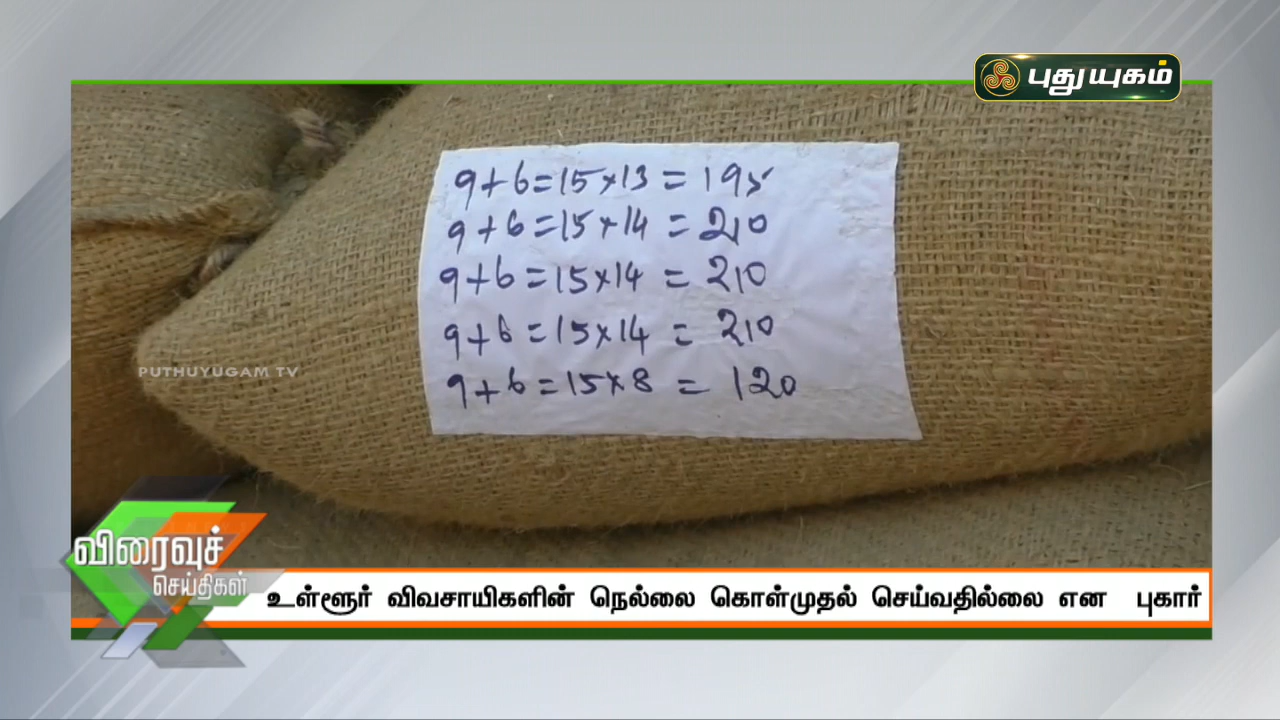 புதுயுகம்
9+6=15×13=195
9+6=15×14=210
9+6=15×14=210
9+6=15×14=210
9+6=15×8=120
PUTHUYUGAM TV
விரைவுச்
செய்திகள்
உள்ளூர் விவசாயிகளின் நெல்லை கொள்முதல் செய்வதில்லை என புகார்